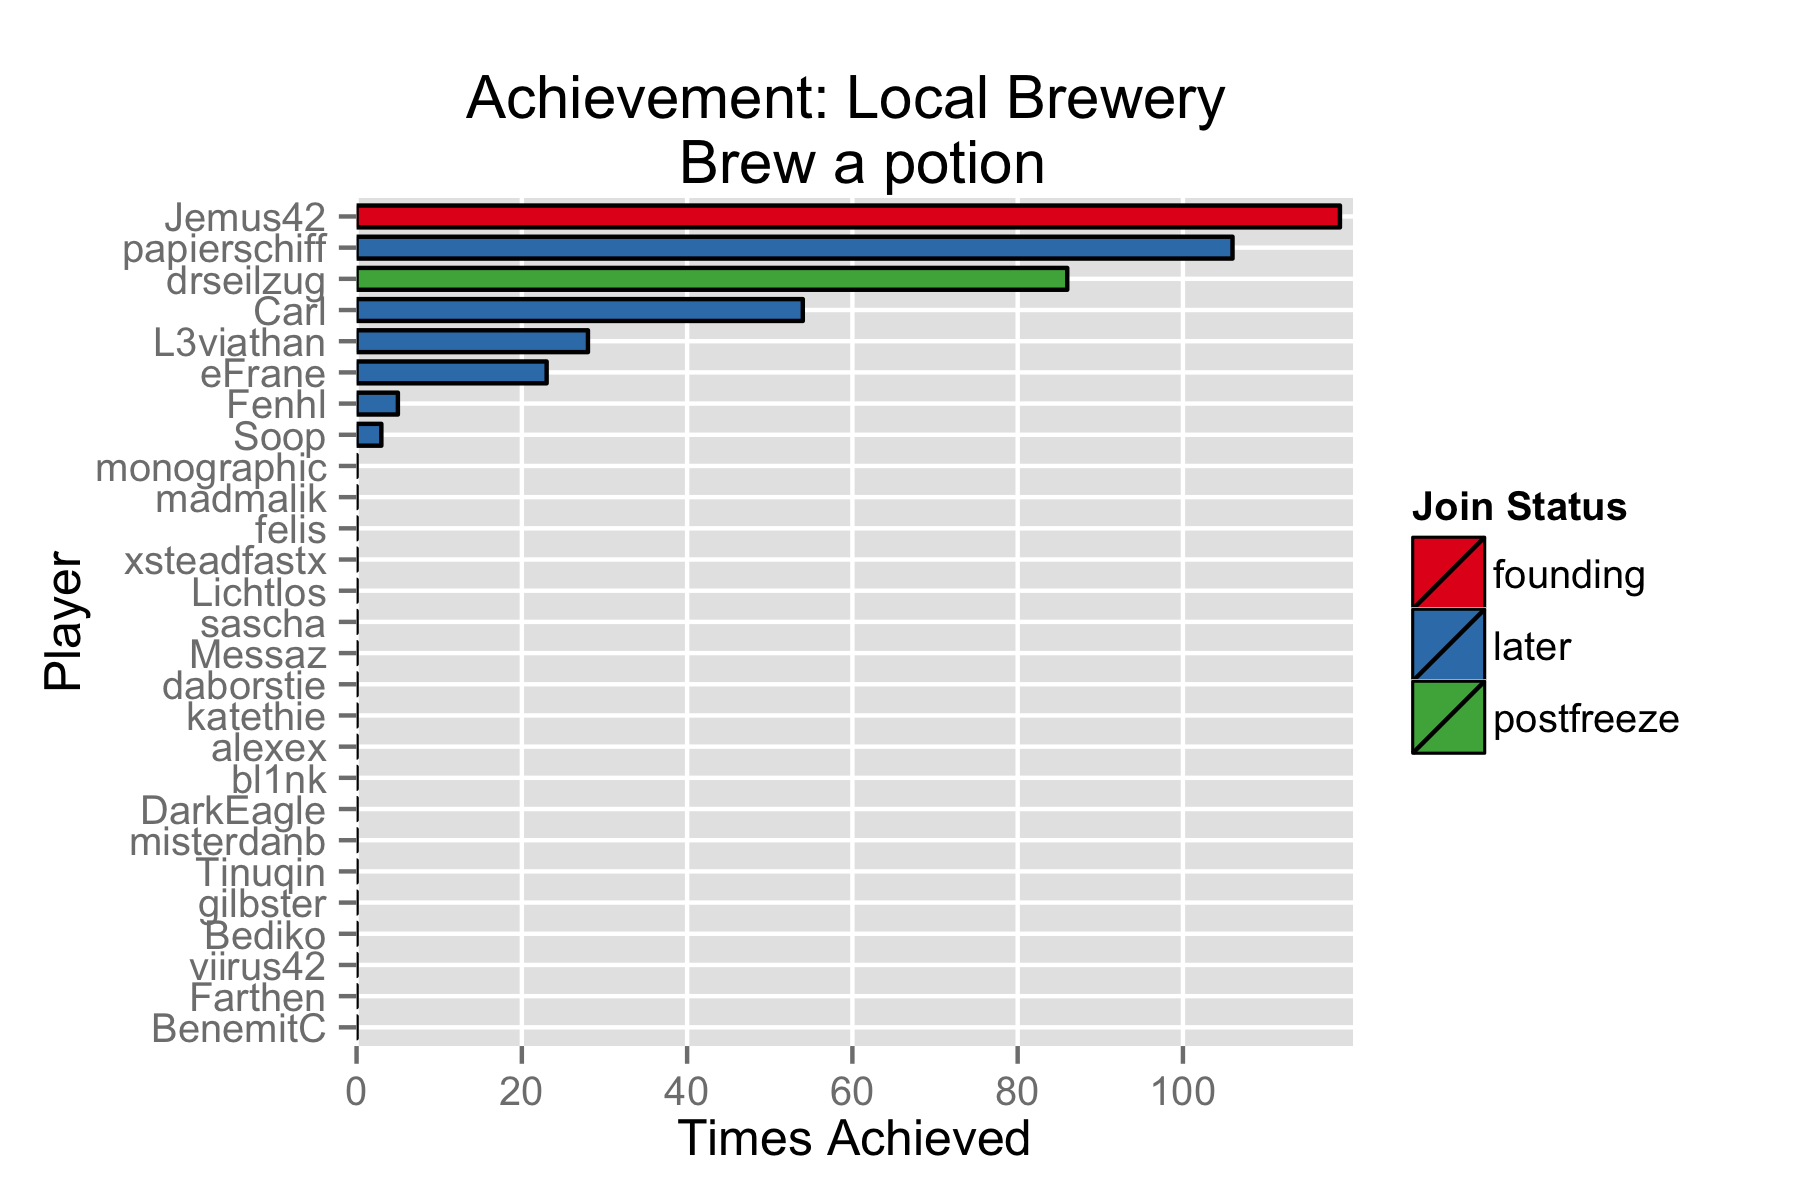 Achievement: Local Brewery
Brew a potion
Player
Jemus42
papierschiff
drseilzug
Carl
L3viathan
eFrane
Fenhl
Soop
monographic
madmalik
felis
xsteadfastx
Lichtlos
sascha
Messaz
daborstie
katethie
alexex
bl1nk
DarkEagle
misterdanb
Tinuqin
gilbster
Bediko
viirus42
Farthen
BenemitC
0 20 40 60 80 100
Times Achieved
Join Status
founding
later
postfreeze